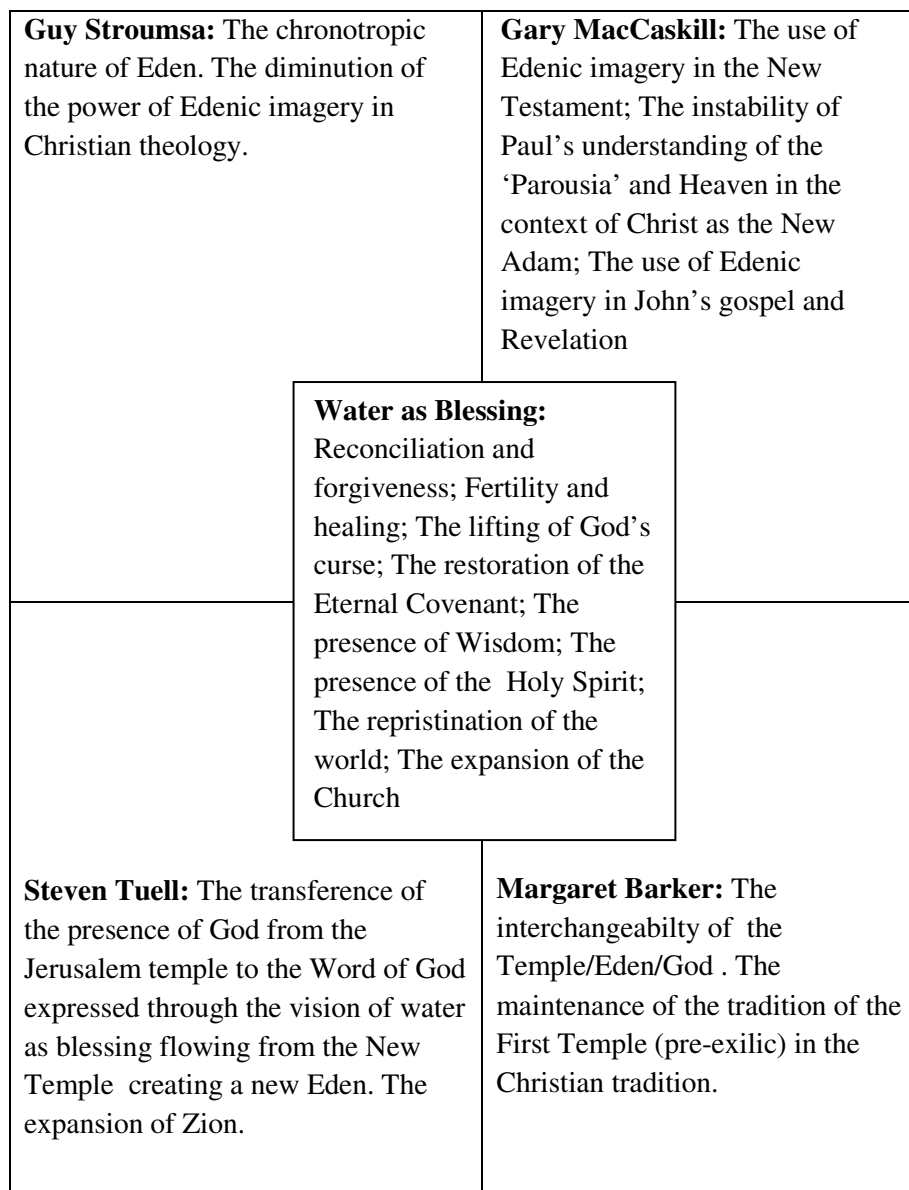 Guy Stroumsa: The chronotropic
nature of Eden. The diminution of
the power of Edenic imagery in
Christian theology.
Gary MacCaskill: The use of
Edenic imagery in the New
Testament; The instability of
Paul’s understanding of the
‘Parousia’ and Heaven in the
context of Christ as the New
Adam; The use of Edenic
imagery in John’s gospel and
Revelation
Water as Blessing:
Reconciliation and
forgiveness; Fertility and
healing; The lifting of God’s
curse; The restoration of the
Eternal Covenant; The
presence of Wisdom; The
presence of the Holy Spirit;
The repristination of the
world; The expansion of the
Church
Steven Tuell: The transference of
the presence of God from the
Jerusalem temple to the Word of God
expressed through the vision of water
as blessing flowing from the New
Temple creating a new Eden. The
expansion of Zion.
Margaret Barker: The
interchangeabilty of the
Temple/Eden/God . The
maintenance of the tradition of the
First Temple (pre-exilic) in the
Christian tradition.